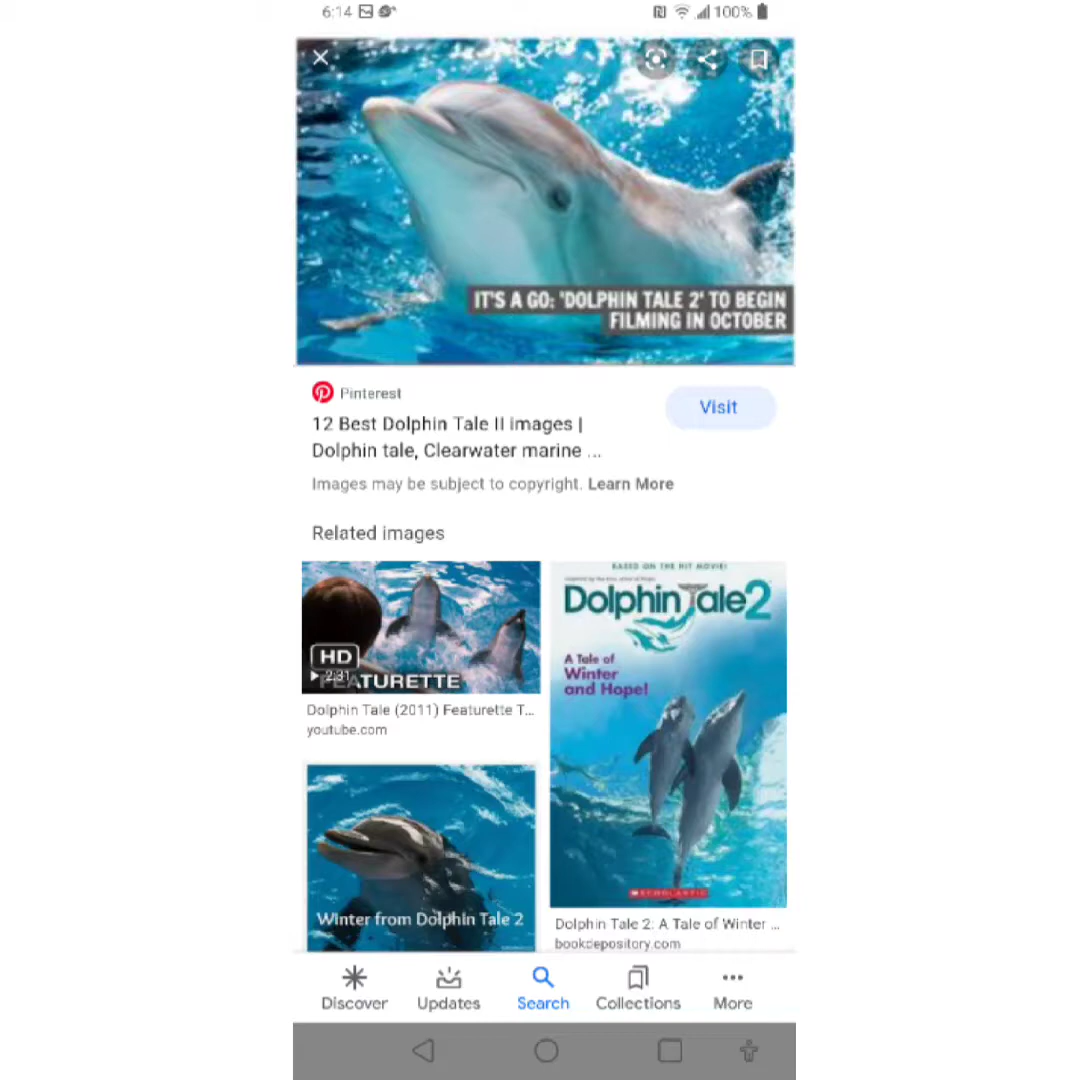 6:14
100%
IT'S A GO: 'DOLPHIN TALE 2' TO BEGIN
FILMING IN OCTOBER
Pinterest
Visit
12 Best Dolphin Tale II images |
Dolphin tale, Clearwater marine ...
Images may be subject to copyright. Learn More
Related images
HD
2:31
FEATURETTE
Dolphin Tale (2011) Featurette T...
youtube.com
Winter from Dolphin Tale 2
BASED ON THE HIT MOVIE!
Dolphin Tale 2
A Tale of
Winter
and Hope!
SCHOLASTIC
Dolphin Tale 2: A Tale of Winter ...
bookdepository.com
Discover
Updates
Search
Collections
More